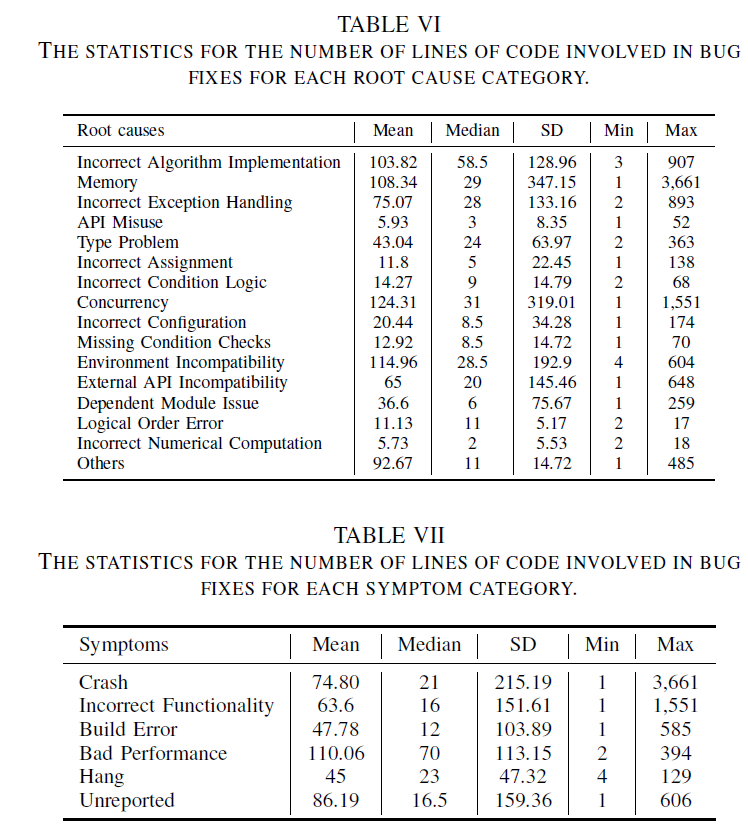 TABLE VI
THE STATISTICS FOR THE NUMBER OF LINES OF CODE INVOLVED IN BUG
FIXES FOR EACH ROOT CAUSE CATEGORY.
Root causes Mean Median SD Min Max
Incorrect Algorithm Implementation 103.82 58.5 128.96 3 907
Memory 108.34 29 347.15 1 3,661
Incorrect Exception Handling 75.07 28 133.16 2 893
API Misuse 5.93 3 8.35 1 52
Type Problem 43.04 24 63.97 2 363
Incorrect Assignment 11.8 5 22.45 1 138
Incorrect Condition Logic 14.27 9 14.79 2 68
Concurrency 124.31 31 319.01 1 1,551
Incorrect Configuration 20.44 8.5 34.28 1 174
Missing Condition Checks 12.92 8.5 14.72 1 70
Environment Incompatibility 114.96 28.5 192.9 4 604
External API Incompatibility 65 20 145.46 1 648
Dependent Module Issue 36.6 6 75.67 1 259
Logical Order Error 11.13 11 5.17 2 17
Incorrect Numerical Computation 5.73 2 5.53 2 18
Others 92.67 11 14.72 1 485
TABLE VII
THE STATISTICS FOR THE NUMBER OF LINES OF CODE INVOLVED IN BUG
FIXES FOR EACH SYMPTOM CATEGORY.
Symptoms Mean Median SD Min Max
Crash 74.80 21 215.19 1 3,661
Incorrect Functionality 63.6 16 151.61 1 1,551
Build Error 47.78 12 103.89 1 585
Bad Performance 110.06 70 113.15 2 394
Hang 45 23 47.32 4 129
Unreported 86.19 16.5 159.36 1 606